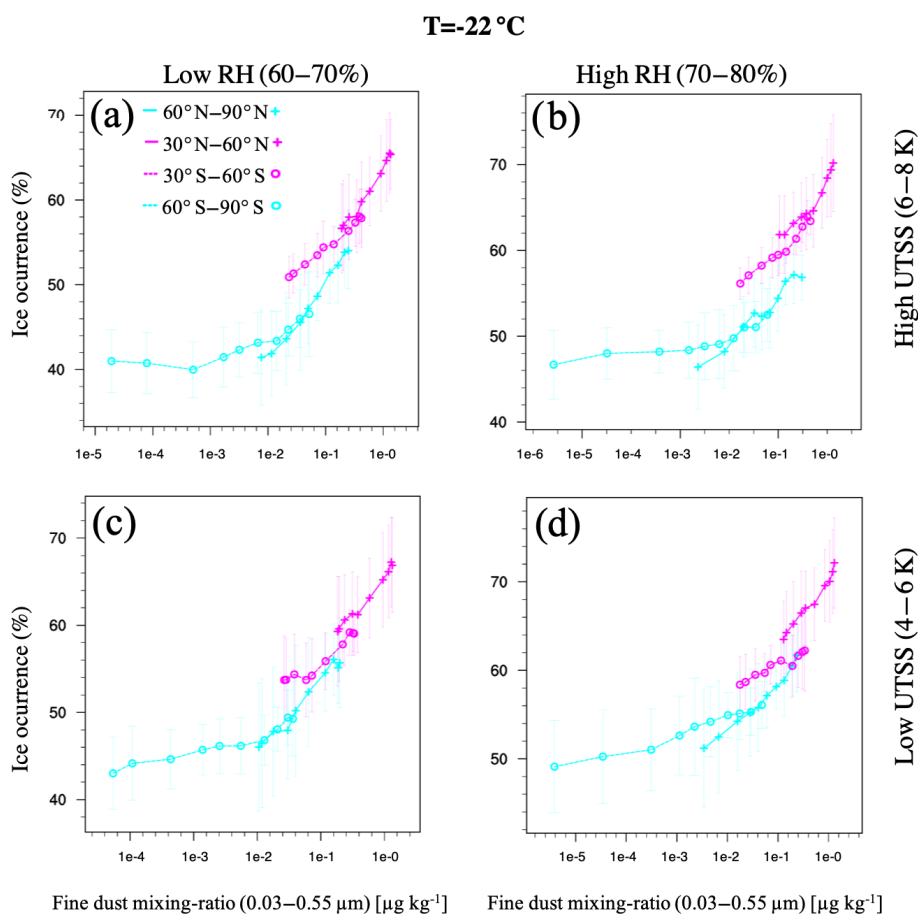 T=-22 °C
Low RH (60–70%)
High RH (70–80%)
(a)
60°N–90°N
30°N–60°N
30°S–60°S
60°S–90°S
70
60
50
40
Ice ocurrence (%)
1e-5 1e-4 1e-3 1e-2 1e-1 1e-0
(b)
70
60
50
40
1e-6 1e-5 1e-4 1e-3 1e-2 1e-1 1e-0
High UTSS (6–8 K)
(c)
70
60
50
40
Ice ocurrence (%)
1e-4 1e-3 1e-2 1e-1 1e-0
Fine dust mixing-ratio (0.03–0.55 μm) [μg kg⁻¹]
(d)
70
60
50
1e-5 1e-4 1e-3 1e-2 1e-1 1e-0
Fine dust mixing-ratio (0.03–0.55 μm) [μg kg⁻¹]
Low UTSS (4–6 K)